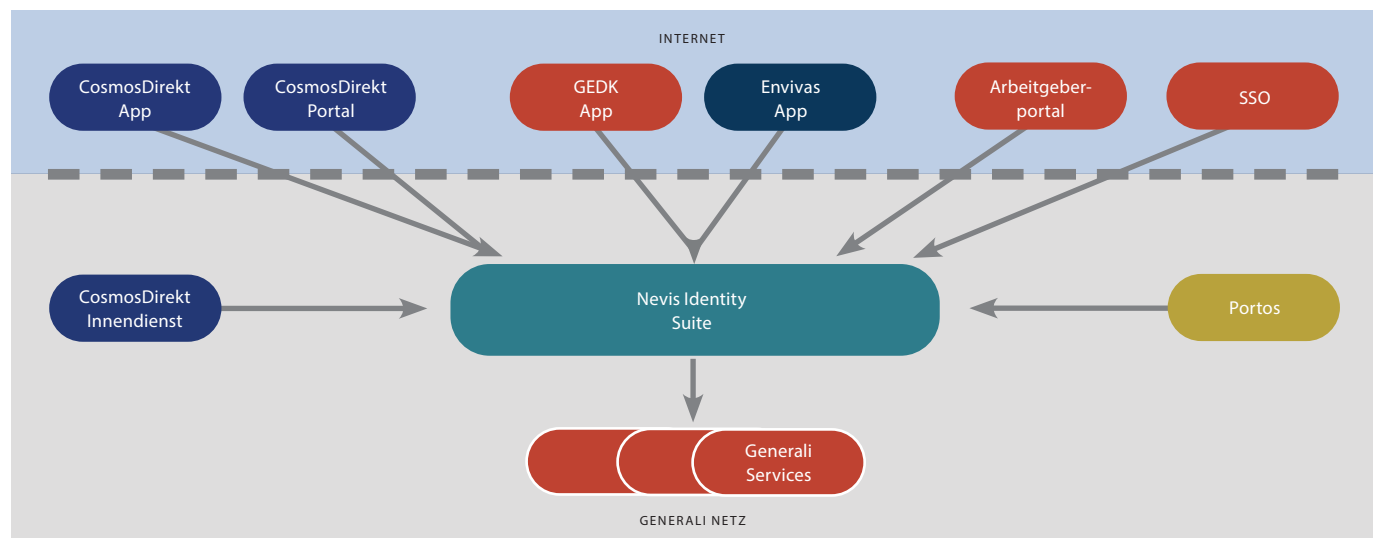 INTERNET
CosmosDirekt
App
CosmosDirekt
Portal
GEDK
App
Envivas
App
Arbeitgeber-
portal
SSO
CosmosDirekt
Innendienst
Nevis Identity
Suite
Portos
Generali
Services
GENERALI NETZ